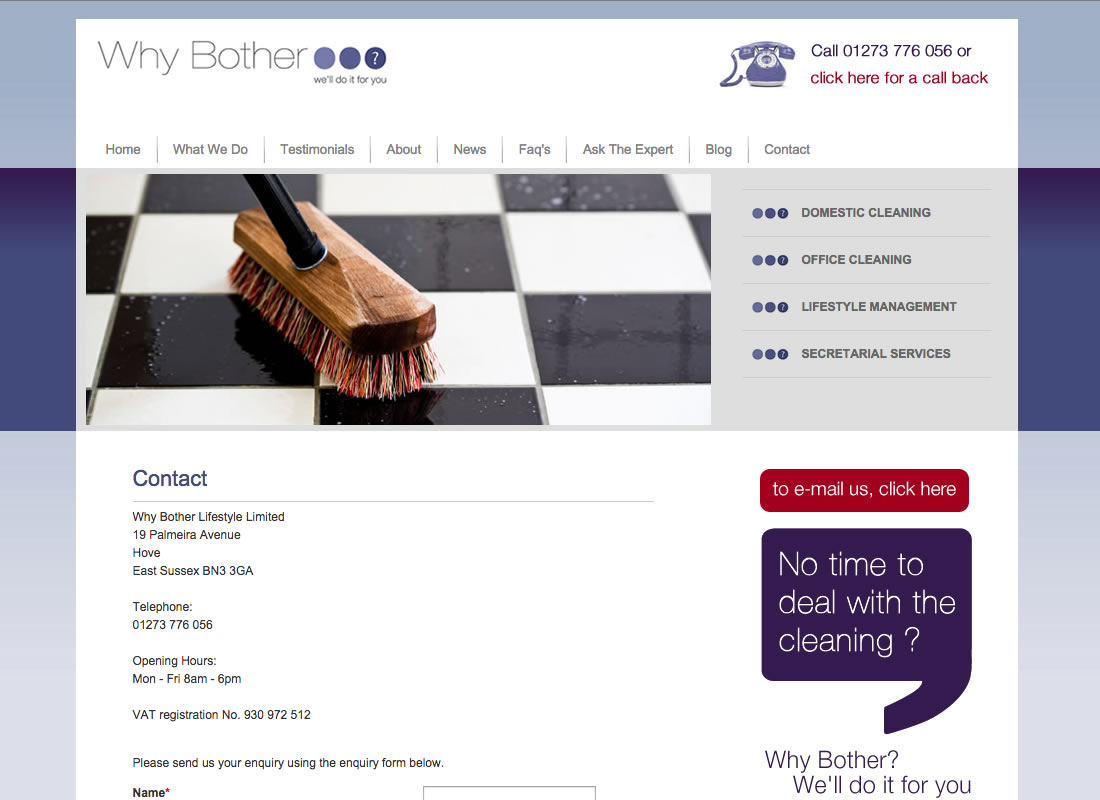 Why Bother ?
we'll do it for you
Call 01273 776 056 or
click here for a call back
Home
What We Do
Testimonials
About
News
Faq's
Ask The Expert
Blog
Contact
? DOMESTIC CLEANING
? OFFICE CLEANING
? LIFESTYLE MANAGEMENT
? SECRETARIAL SERVICES
Contact
Why Bother Lifestyle Limited
19 Palmeira Avenue
Hove
East Sussex BN3 3GA
Telephone:
01273 776 056
Opening Hours:
Mon - Fri 8am - 6pm
VAT registration No. 930 972 512
Please send us your enquiry using the enquiry form below.
Name*
to e-mail us, click here
No time to
deal with the
cleaning ?
Why Bother?
We'll do it for you